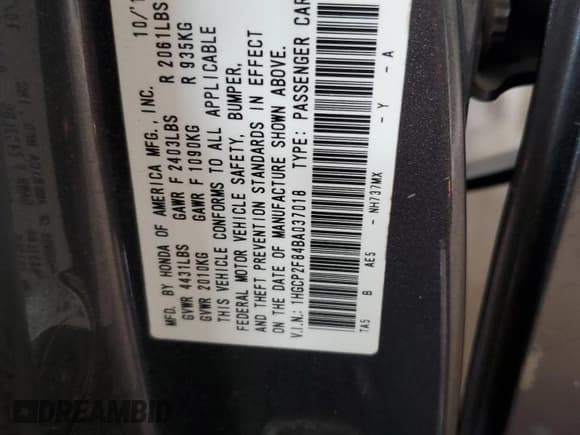 MFD. BY HONDA OF AMERICA MFG., INC. 10/1
GVWR 4431LBS GAWR F 2403LBS R 2061LBS
GVWR 2010KG GAWR F 1090KG R 935KG
THIS VEHICLE CONFORMS TO ALL APPLICABLE
FEDERAL MOTOR VEHICLE SAFETY, BUMPER,
AND THEFT PREVENTION STANDARDS IN EFFECT
ON THE DATE OF MANUFACTURE SHOWN ABOVE.
V.I.N.: 1HGCP2F84BA037018 TYPE: PASSENGER CAR
TA5 B AE5 - NH737MX - Y - A
DREAMBID